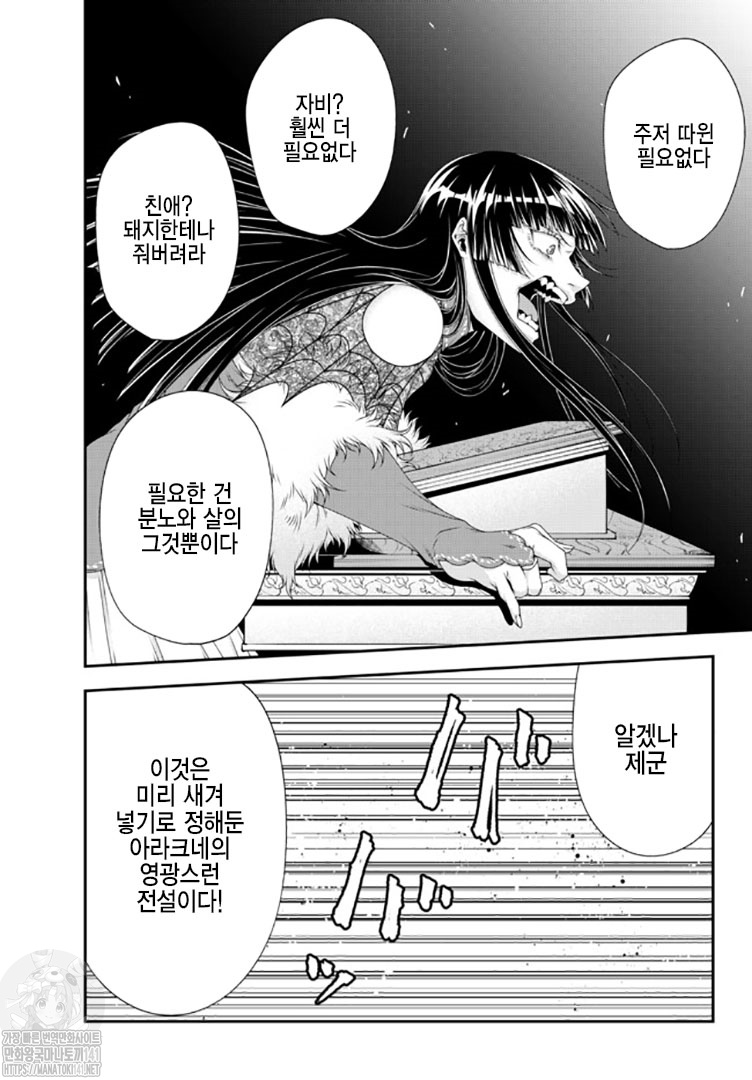 주저 따윈
필요없다
자비?
훨씬 더
필요없다
친애?
돼지한테나
줘버려라
필요한 건
분노와 살의
그것뿐이다
알겠나
제군
グググ
이것은
미리 새겨
넣기로 정해둔
아라크네의
영광스런
전설이다!
가장 빠른 번역만화사이트
만화왕국마나토끼141
HTTPS://MANATOKI141.NET